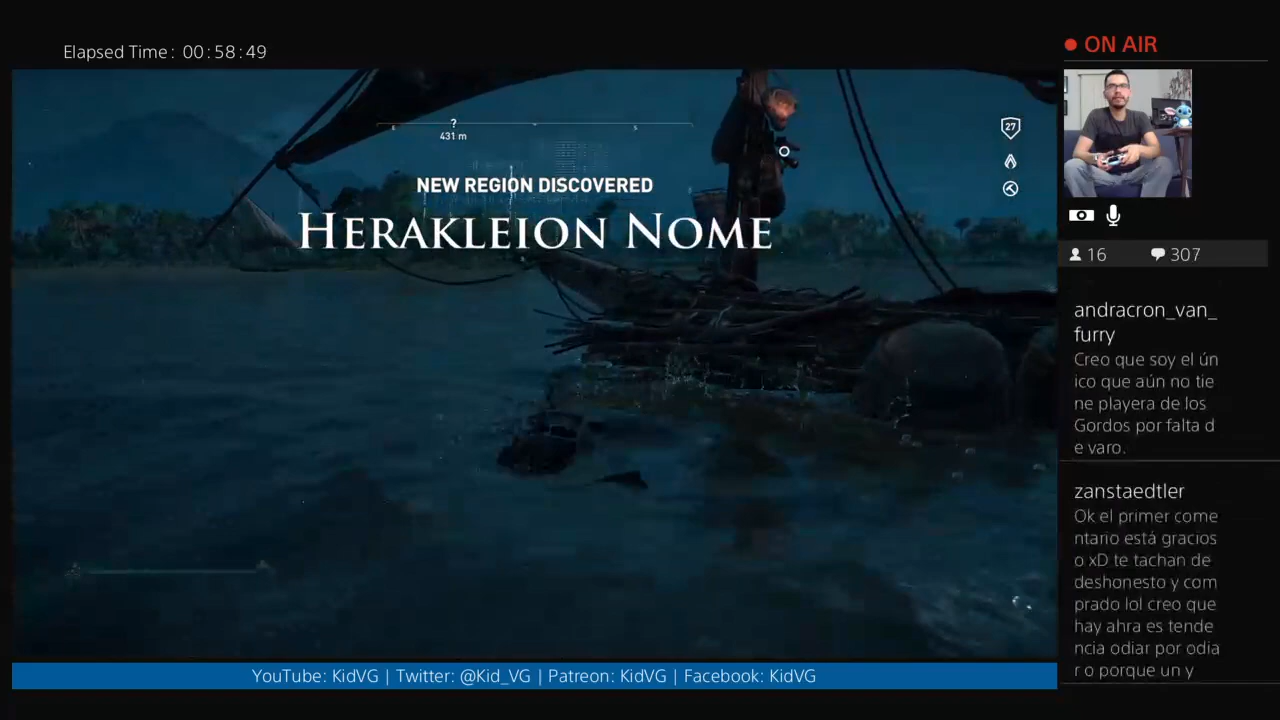 Elapsed Time: 00:58:49
ON AIR
431 m
27
NEW REGION DISCOVERED
HERAKLEION NOME
16 307
andracron_van_
furry
Creo que soy el ún
ico que aún no tie
ne playera de los
Gordos por falta d
e varo.
zanstaedtler
Ok el primer come
ntario está gracios
o xD te tachan de
deshonesto y com
prado lol creo que
hay ahra es tende
ncia odiar por odia
r o porque un y
YouTube: KidVG | Twitter: @Kid_VG | Patreon: KidVG | Facebook: KidVG